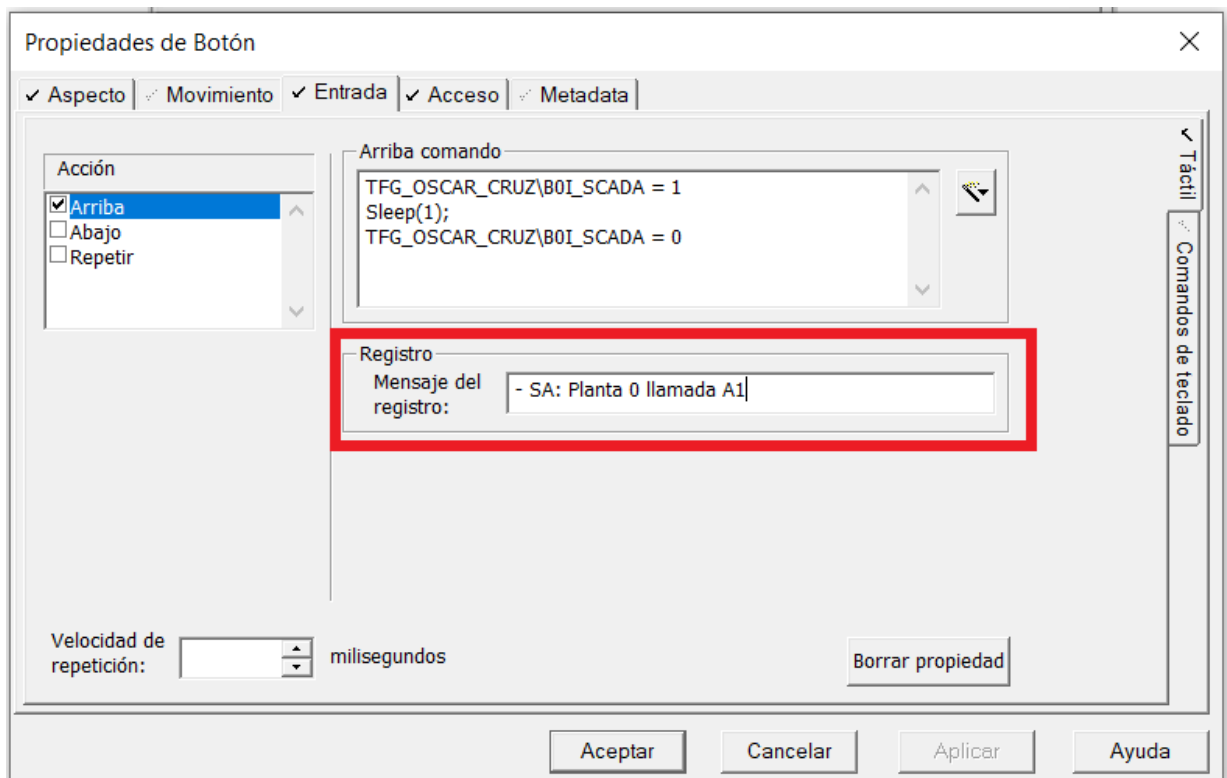 Propiedades de Botón
Aspecto
Movimiento
Entrada
Acceso
Metadata
Acción
Arriba
Abajo
Repetir
Arriba comando
TFG_OSCAR_CRUZ\B0I_SCADA = 1
Sleep(1);
TFG_OSCAR_CRUZ\B0I_SCADA = 0
Registro
Mensaje del
registro:
- SA: Planta 0 llamada A1
Táctil
Comandos de teclado
Velocidad de
repetición:
milisegundos
Borrar propiedad
Aceptar
Cancelar
Aplicar
Ayuda